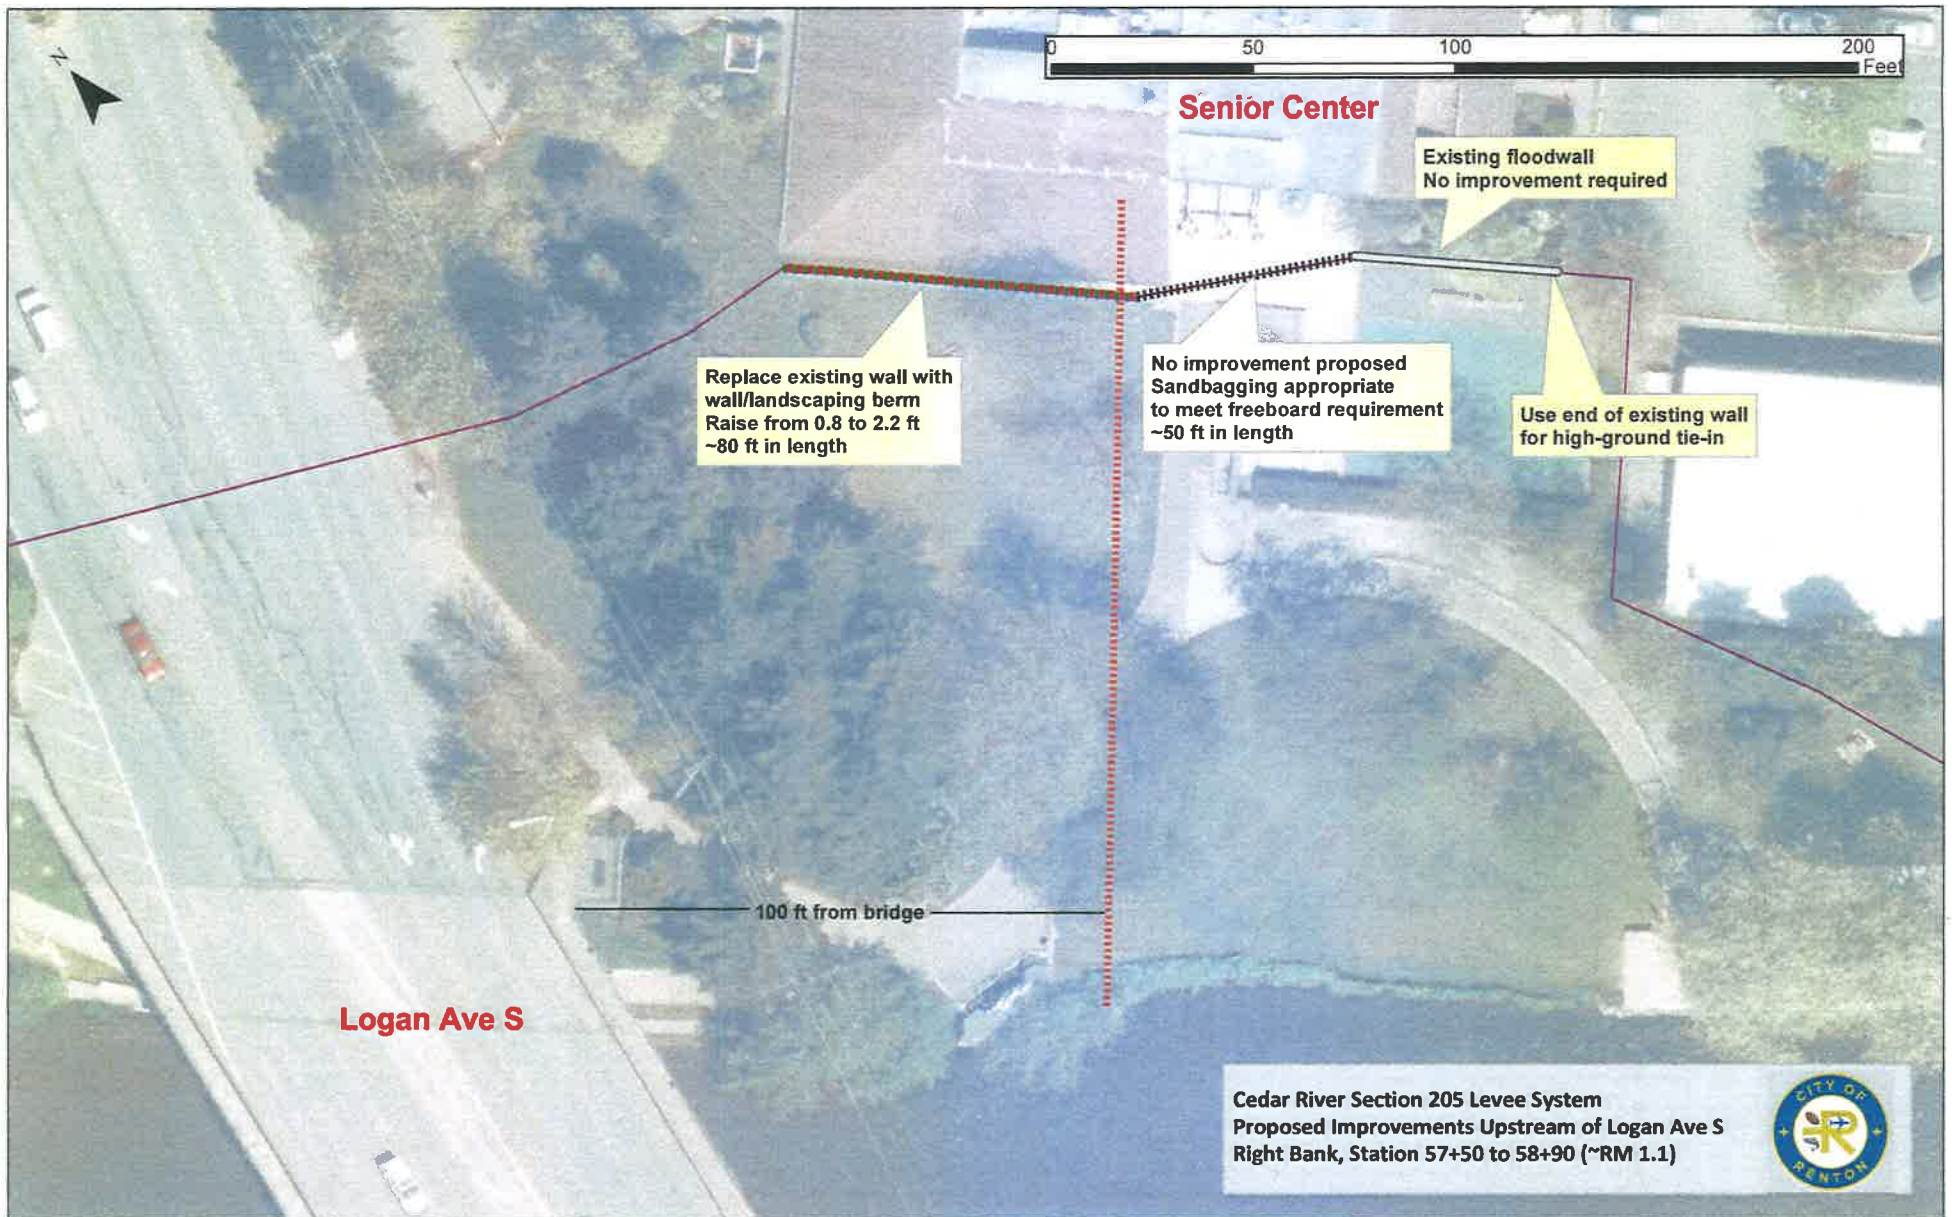 N
0 50 100 200
Feet
Senior Center
Existing floodwall
No improvement required
Replace existing wall with
wall/landscaping berm
Raise from 0.8 to 2.2 ft
~80 ft in length
No improvement proposed
Sandbagging appropriate
to meet freeboard requirement
~50 ft in length
Use end of existing wall
for high-ground tie-in
100 ft from bridge
Logan Ave S
Cedar River Section 205 Levee System
Proposed Improvements Upstream of Logan Ave S
Right Bank, Station 57+50 to 58+90 (~RM 1.1)
CITY OF
R
RENTON